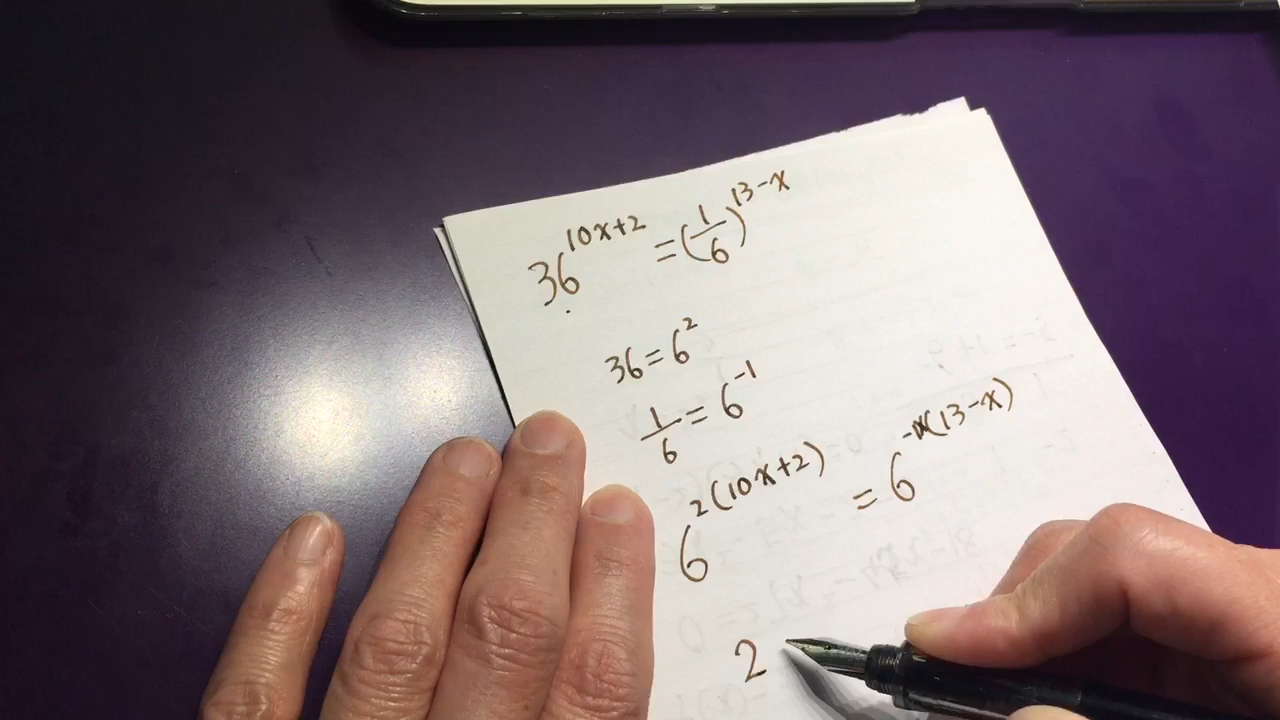 36^{10x+2} = (1/6)^{13-x}
36 = 6^2
1/6 = 6^{-1}
6^{2(10x+2)} = 6^{-(13-x)}
2